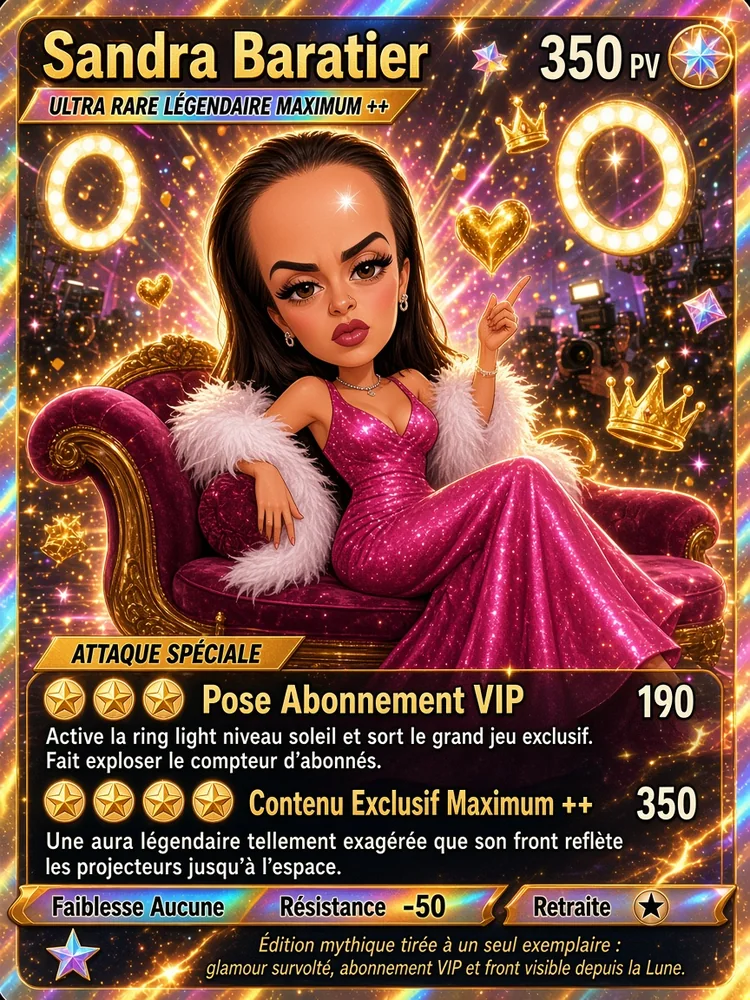 Sandra Baratier
350 PV
ULTRA RARE LÉGENDAIRE MAXIMUM ++
ATTAQUE SPÉCIALE
Pose Abonnement VIP 190
Active la ring light niveau soleil et sort le grand jeu exclusif.
Fait exploser le compteur d'abonnés.
Contenu Exclusif Maximum ++ 350
Une aura légendaire tellement exagérée que son front reflète
les projecteurs jusqu'à l'espace.
Faiblesse Aucune Résistance -50 Retraite
Édition mythique tirée à un seul exemplaire :
glamour survolté, abonnement VIP et front visible depuis la Lune.